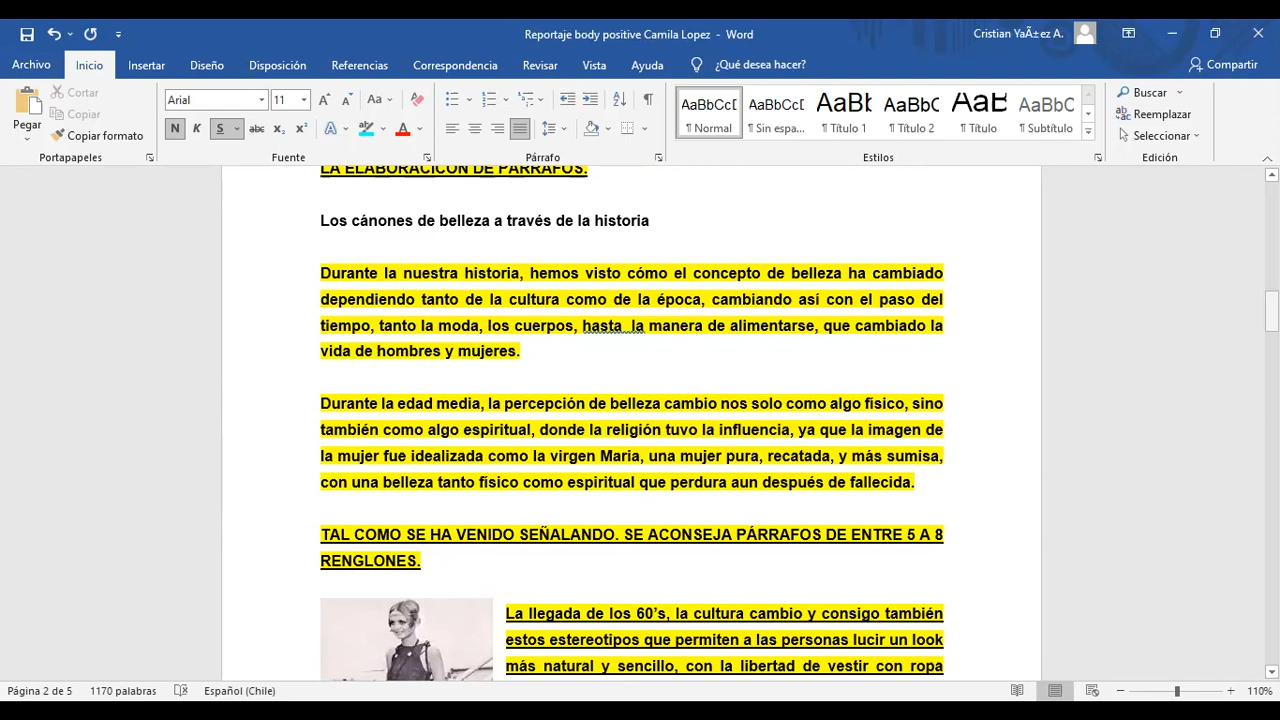 Reportaje body positive Camila Lopez - Word
Cristian YaÃ±ez A.
Archivo Inicio Insertar Diseño Disposición Referencias Correspondencia Revisar Vista Ayuda ¿Qué desea hacer? Compartir
Pegar
Cortar
Copiar
Copiar formato
Portapapeles
Arial 11
Aa
N K S abc x₂ x² A A
Fuente
Párrafo
AaBbCcD AaBbCcD AaBbC AaBbC AaBb AaBbC
¶ Normal ¶ Sin espa... ¶ Título 1 ¶ Título 2 ¶ Título ¶ Subtítulo
Estilos
Buscar
Reemplazar
Seleccionar
Edición
LA ELABORACICON DE PÁRRAFOS.
Los cánones de belleza a través de la historia
Durante la nuestra historia, hemos visto cómo el concepto de belleza ha cambiado
dependiendo tanto de la cultura como de la época, cambiando así con el paso del
tiempo, tanto la moda, los cuerpos, hasta la manera de alimentarse, que cambiado la
vida de hombres y mujeres.
Durante la edad media, la percepción de belleza cambio nos solo como algo físico, sino
también como algo espiritual, donde la religión tuvo la influencia, ya que la imagen de
la mujer fue idealizada como la virgen Maria, una mujer pura, recatada, y más sumisa,
con una belleza tanto físico como espiritual que perdura aun después de fallecida.
TAL COMO SE HA VENIDO SEÑALANDO. SE ACONSEJA PÁRRAFOS DE ENTRE 5 A 8
RENGLONES.
La llegada de los 60’s, la cultura cambio y consigo también
estos estereotipos que permiten a las personas lucir un look
más natural y sencillo, con la libertad de vestir con ropa
Página 2 de 5 1170 palabras Español (Chile) 110%